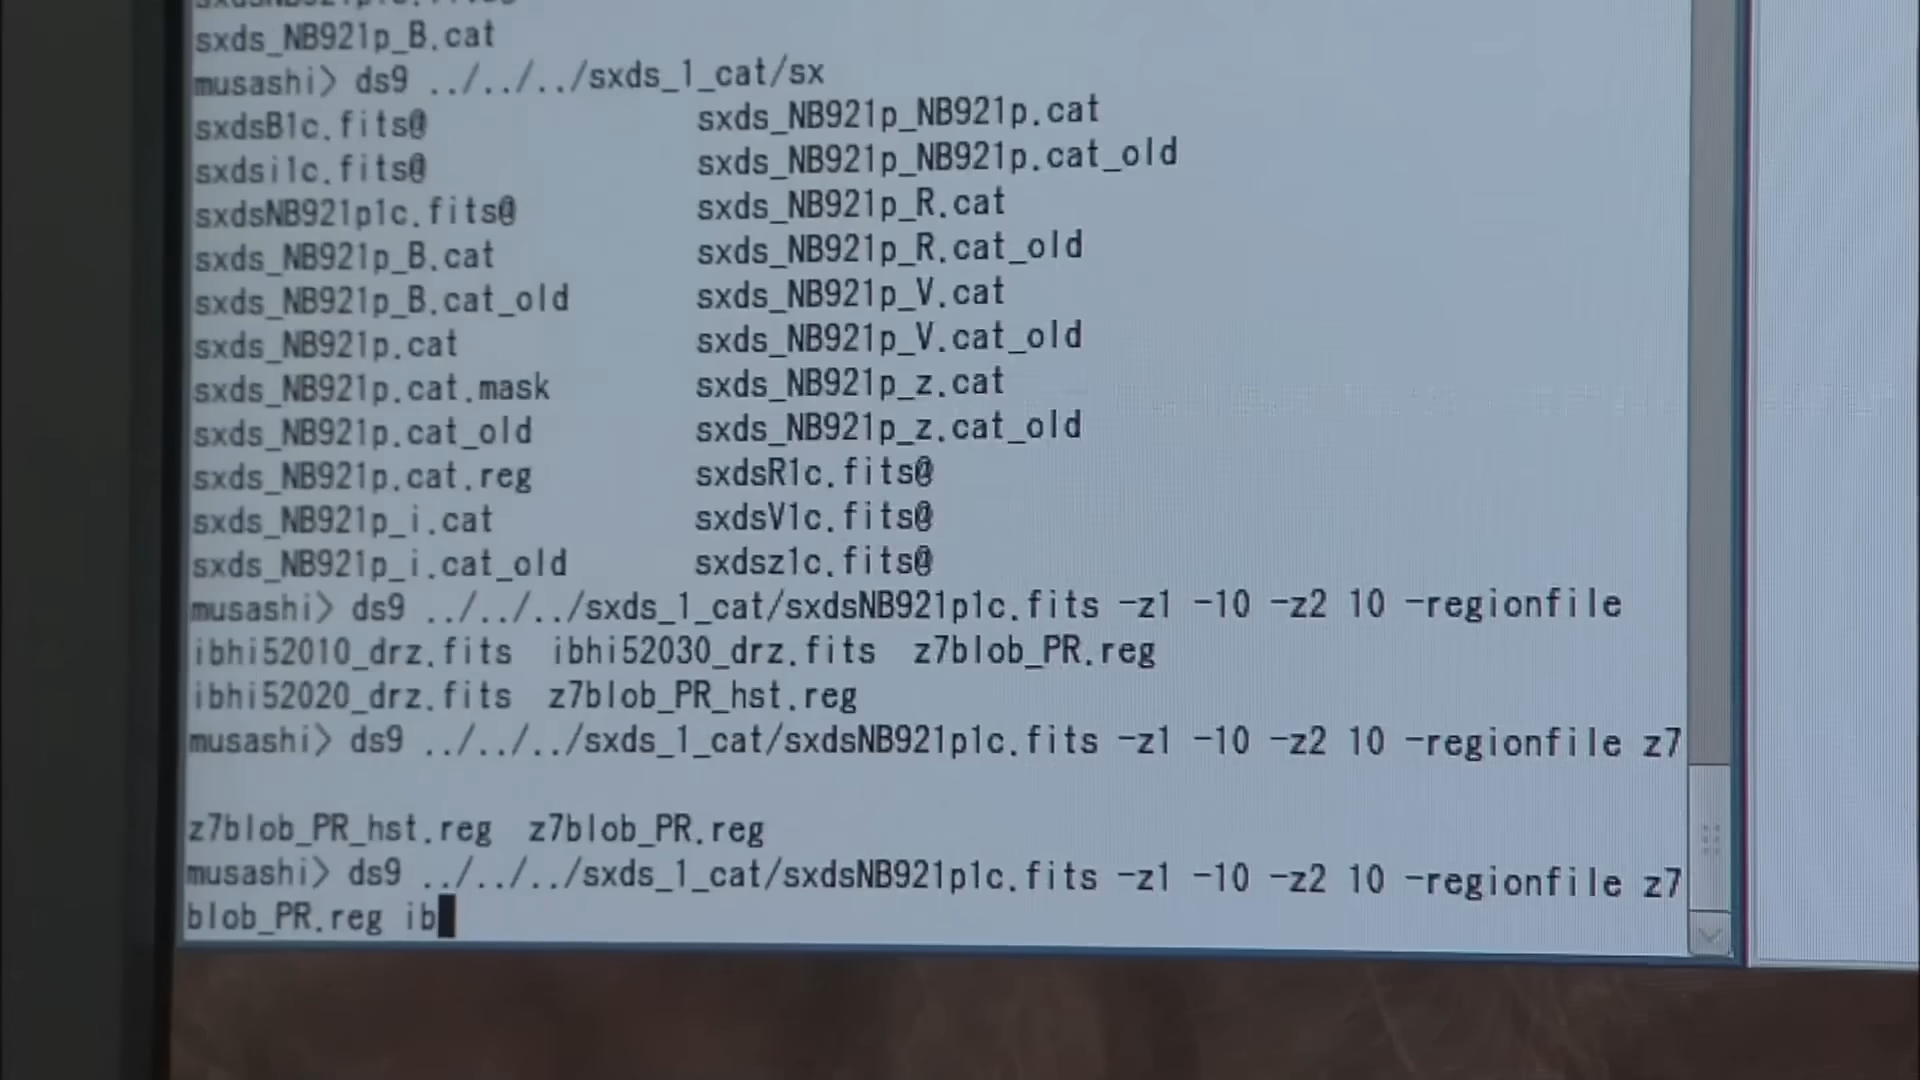 sxds_NB921p_B.cat
musashi> ds9 ../../../sxds_1_cat/sx
sxdsB1c.fits@ sxds_NB921p_NB921p.cat
sxdsi1c.fits@ sxds_NB921p_NB921p.cat_old
sxdsNB921p1c.fits@ sxds_NB921p_R.cat
sxds_NB921p_B.cat sxds_NB921p_R.cat_old
sxds_NB921p_B.cat_old sxds_NB921p_V.cat
sxds_NB921p.cat sxds_NB921p_V.cat_old
sxds_NB921p.cat.mask sxds_NB921p_z.cat
sxds_NB921p.cat_old sxds_NB921p_z.cat_old
sxds_NB921p.cat.reg sxdsR1c.fits@
sxds_NB921p_i.cat sxdsV1c.fits@
sxds_NB921p_i.cat_old sxdsz1c.fits@
musashi> ds9 ../../../sxds_1_cat/sxdsNB921p1c.fits -z1 -10 -z2 10 -regionfile
ibhi52010_drz.fits ibhi52030_drz.fits z7blob_PR.reg
ibhi52020_drz.fits z7blob_PR_hst.reg
musashi> ds9 ../../../sxds_1_cat/sxdsNB921p1c.fits -z1 -10 -z2 10 -regionfile z7
z7blob_PR_hst.reg z7blob_PR.reg
musashi> ds9 ../../../sxds_1_cat/sxdsNB921p1c.fits -z1 -10 -z2 10 -regionfile z7
blob_PR.reg ib